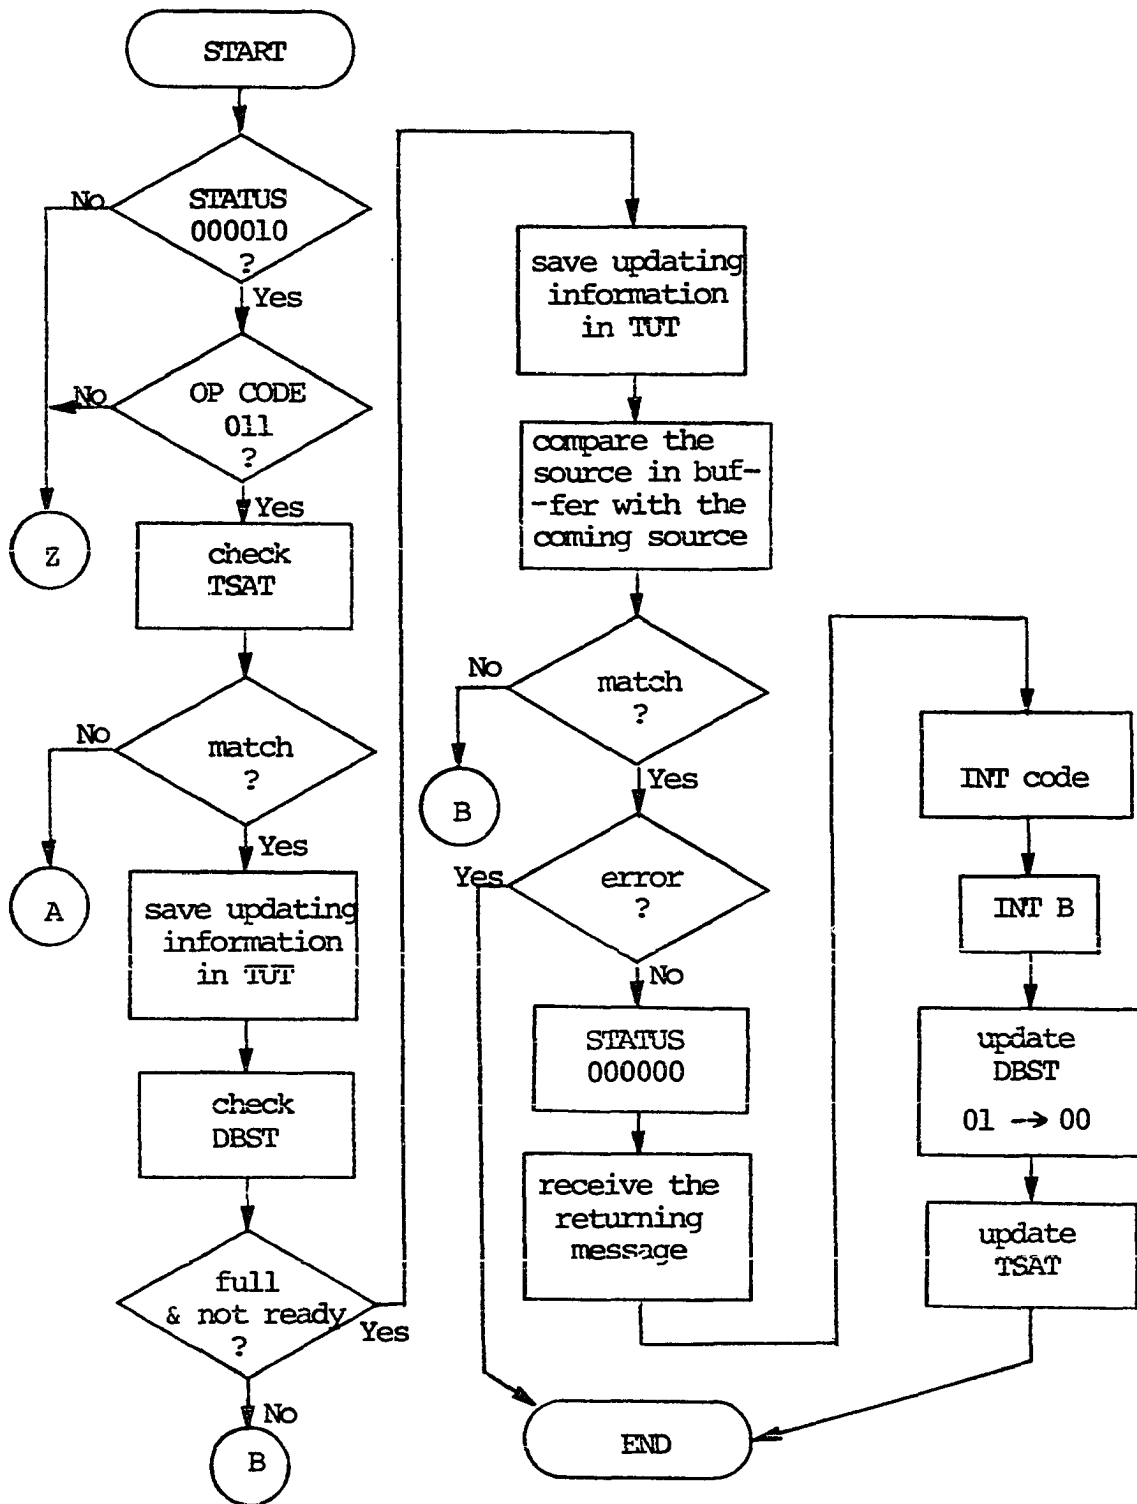 START
No
STATUS
000010
?
Yes
No
OP CODE
011
?
Yes
Z
check
TSAT
No
match
?
Yes
A
save updating
information
in TUT
check
DBST
full
& not ready
?
Yes
No
B
save updating
information
in TUT
compare the
source in buf-
-fer with the
coming source
No
match
?
Yes
B
Yes
error
?
No
STATUS
000000
receive the
returning
message
INT code
INT B
update
DBST
01 → 00
update
TSAT
END